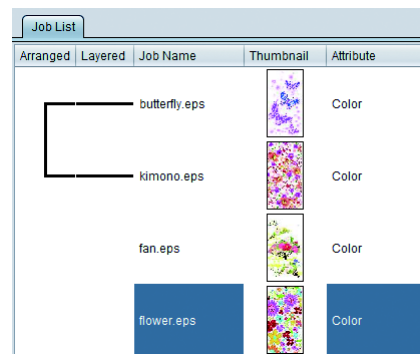 Job List
Arranged Layered Job Name Thumbnail Attribute
butterfly.eps Color
kimono.eps Color
fan.eps Color
flower.eps Color